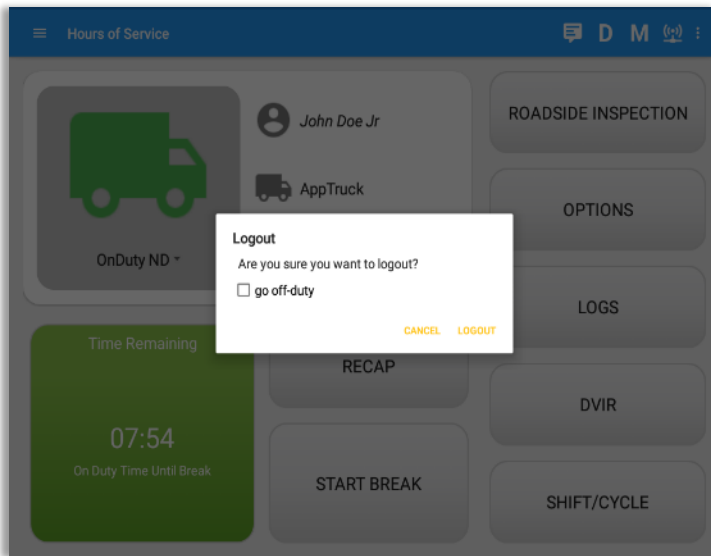 Hours of Service
D M
John Doe Jr
AppTruck
OnDuty ND
ROADSIDE INSPECTION
OPTIONS
LOGS
DVIR
SHIFT/CYCLE
Logout
Are you sure you want to logout?
go off-duty
CANCEL LOGOUT
Time Remaining
07:54
On Duty Time Until Break
RECAP
START BREAK